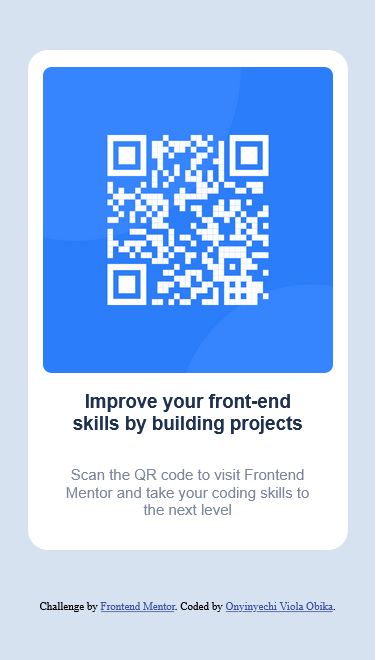 Improve your front-end
skills by building projects
Scan the QR code to visit Frontend
Mentor and take your coding skills to
the next level
Challenge by Frontend Mentor. Coded by Onyinyechi Viola Obika.